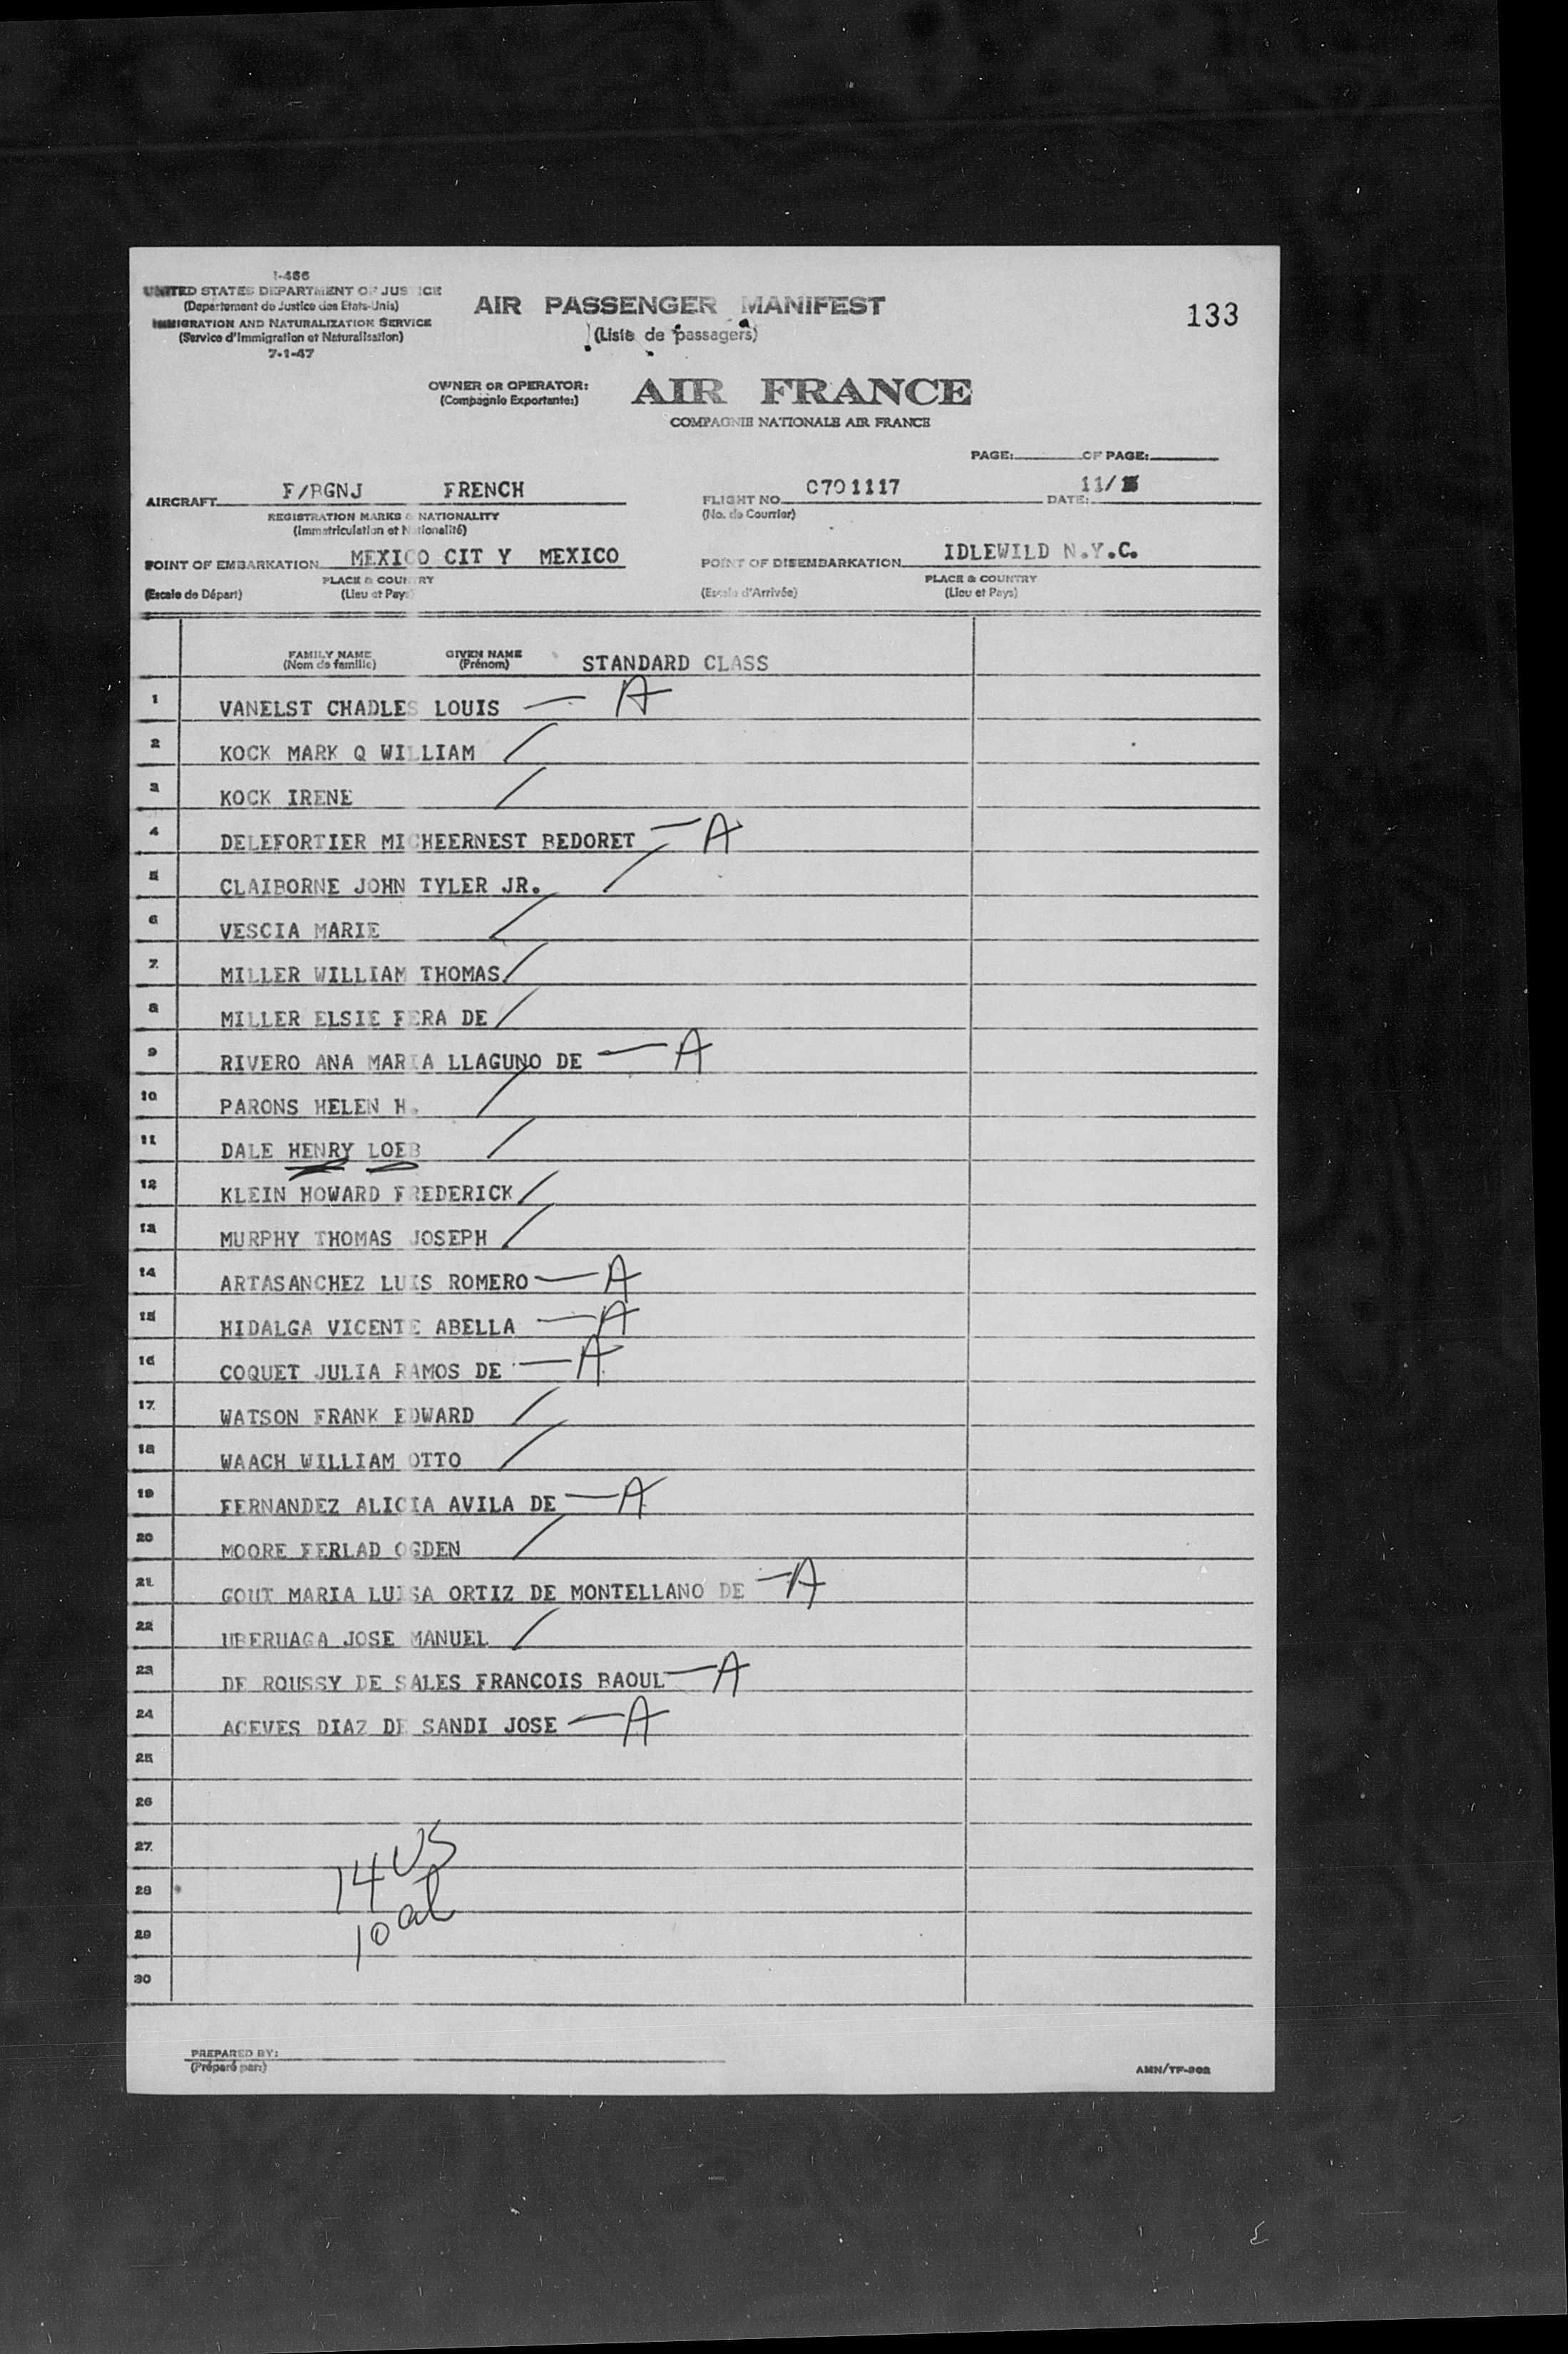 I-466
UNITED STATES DEPARTMENT OF JUSTICE
(Departement de Justice des Etats-Unis)
IMMIGRATION AND NATURALIZATION SERVICE
(Service d'Immigration et Naturalisation)
7-1-47
AIR PASSENGER MANIFEST
(Liste de passagers)
133
OWNER OR OPERATOR: AIR FRANCE
(Compagnie Exportante:)
COMPAGNIE NATIONALE AIR FRANCE
PAGE: OF PAGE:
AIRCRAFT F/BGNJ FRENCH FLIGHT NO. C701117 DATE: 11/
REGISTRATION MARKS & NATIONALITY (No. de Courrier)
(Immatriculation et Nationalité)
POINT OF EMBARKATION MEXICO CIT Y MEXICO POINT OF DISEMBARKATION IDLEWILD N.Y.C.
PLACE & COUNTRY PLACE & COUNTRY
(Escale de Départ) (Lieu et Pays) (Escale d'Arrivée) (Lieu et Pays)
FAMILY NAME GIVEN NAME STANDARD CLASS
(Nom de famille) (Prénom)
1 VANELST CHADLES LOUIS — A
2 KOCK MARK Q WILLIAM /
3 KOCK IRENE /
4 DELEFORTIER MICHEERNEST BEDORET — A
5 CLAIBORNE JOHN TYLER JR. /
6 VESCIA MARIE /
7 MILLER WILLIAM THOMAS /
8 MILLER ELSIE FERA DE /
9 RIVERO ANA MARIA LLAGUNO DE — A
10 PARONS HELEN H. /
11 DALE HENRY LOEB /
12 KLEIN HOWARD FREDERICK /
13 MURPHY THOMAS JOSEPH /
14 ARTASANCHEZ LUIS ROMERO — A
15 HIDALGA VICENTE ABELLA — A
16 COQUET JULIA RAMOS DE — A
17 WATSON FRANK EDWARD /
18 WAACH WILLIAM OTTO /
19 FERNANDEZ ALICIA AVILA DE — A
20 MOORE FERLAD OGDEN /
21 GOUT MARIA LUISA ORTIZ DE MONTELLANO DE — A
22 UBERUAGA JOSE MANUEL /
23 DE ROUSSY DE SALES FRANCOIS RAOUL — A
24 ACEVES DIAZ DE SANDI JOSE — A
25
26
27
28
29
30
14 US
10 al
PREPARED BY:
(Préparé par:)
AMN/TF-302